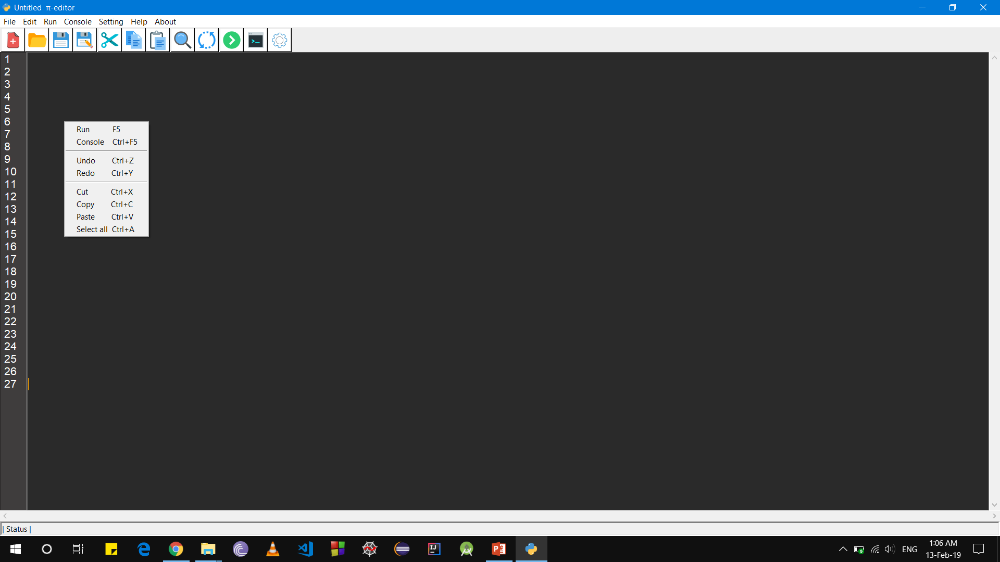 Untitled π-editor
File Edit Run Console Setting Help About
1
2
3
4
5
6
7
8
9
10
11
12
13
14
15
16
17
18
19
20
21
22
23
24
25
26
27
Run F5
Console Ctrl+F5
Undo Ctrl+Z
Redo Ctrl+Y
Cut Ctrl+X
Copy Ctrl+C
Paste Ctrl+V
Select all Ctrl+A
| Status |
ENG
1:06 AM
13-Feb-19